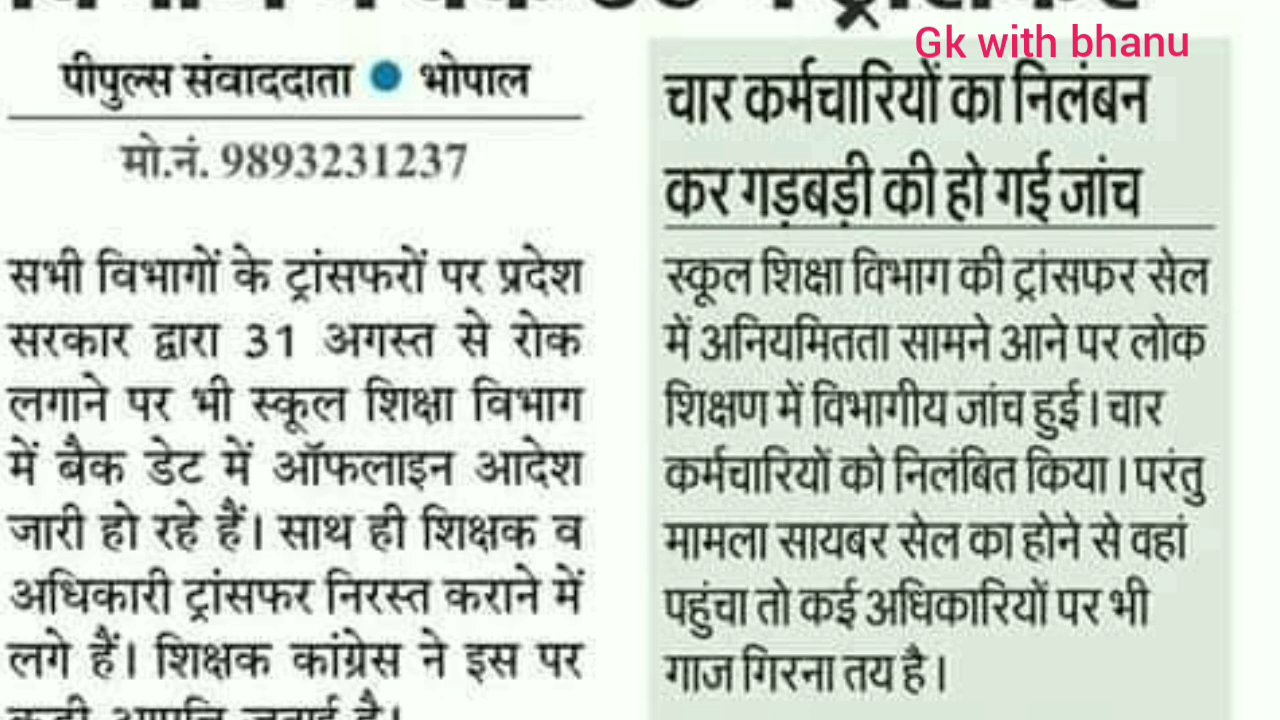 Gk with bhanu
पीपुल्स संवाददाता ● भोपाल
मो.नं. 9893231237
सभी विभागों के ट्रांसफरों पर प्रदेश
सरकार द्वारा 31 अगस्त से रोक
लगाने पर भी स्कूल शिक्षा विभाग
में बैक डेट में ऑफलाइन आदेश
जारी हो रहे हैं। साथ ही शिक्षक व
अधिकारी ट्रांसफर निरस्त कराने में
लगे हैं। शिक्षक कांग्रेस ने इस पर
चार कर्मचारियों का निलंबन
कर गड़बड़ी की हो गई जांच
स्कूल शिक्षा विभाग की ट्रांसफर सेल
में अनियमितता सामने आने पर लोक
शिक्षण में विभागीय जांच हुई। चार
कर्मचारियों को निलंबित किया। परंतु
मामला सायबर सेल का होने से वहां
पहुंचा तो कई अधिकारियों पर भी
गाज गिरना तय है।